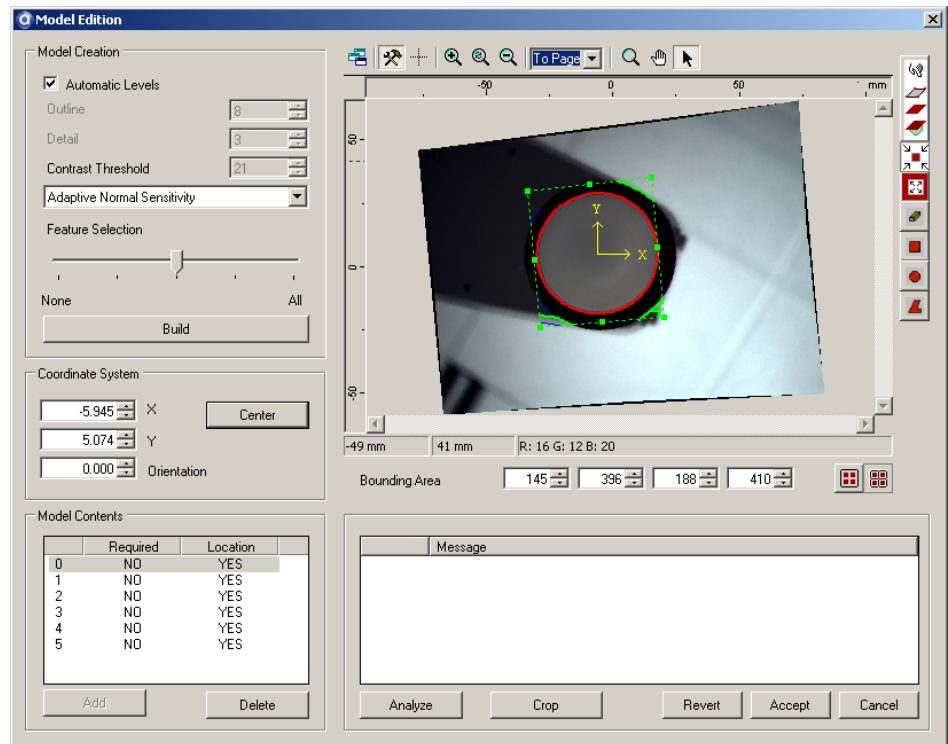 Model Edition
Model Creation
Automatic Levels
Outline 8
Detail 3
Contrast Threshold 21
Adaptive Normal Sensitivity
Feature Selection
None All
Build
Coordinate System
-5.945 X Center
5.074 Y
0.000 Orientation
Model Contents
Required Location
0 NO YES
1 NO YES
2 NO YES
3 NO YES
4 NO YES
5 NO YES
Add Delete
To Page
-50 0 50 mm
50
0
-50
Y
X
-49 mm 41 mm R: 16 G: 12 B: 20
Bounding Area 145 396 188 410
Message
Analyze Crop Revert Accept Cancel